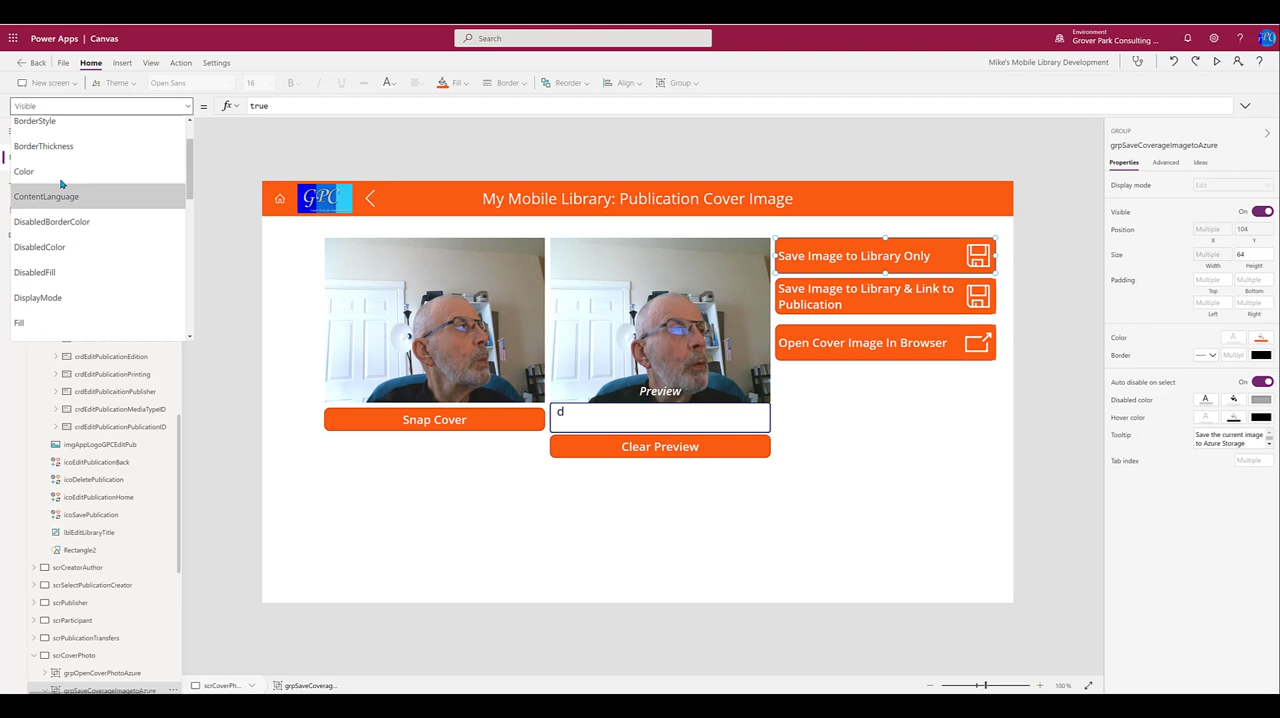 Power Apps | Canvas
Search
Environment
Grover Park Consulting ...
Back File Home Insert View Action Settings
Mike's Mobile Library Development
New screen Theme Open Sans 16 B Fill Border Reorder Align Group
Visible = fx true
BorderStyle
BorderThickness
Color
ContentLanguage
DisabledBorderColor
DisabledColor
DisabledFill
DisplayMode
Fill
crdEditPublicationEdition
crdEditPublicationPrinting
crdEditPublicaitionPublisher
crdEditPublicationMediaTypeID
crdEditPublicationPublicationID
imgAppLogoGPCEditPub
icoEditPublicationBack
icoDeletePublication
icoEditPublicationHome
icoSavePublication
lblEditLibraryTitle
Rectangle2
scrCreatorAuthor
scrSelectPublicationCreator
scrPublisher
scrParticipant
scrPublicationTransfers
scrCoverPhoto
grpOpenCoverPhotoAzure
grpSaveCoverageImagetoAzure ...
GPC
My Mobile Library: Publication Cover Image
Save Image to Library Only
Save Image to Library & Link to
Publication
Open Cover Image In Browser
Preview
d
Snap Cover
Clear Preview
scrCoverPh... grpSaveCoverag...
100 %
GROUP
grpSaveCoverageImagetoAzure
Properties Advanced Ideas
Display mode Edit
Visible On
Position Multiple 104
X Y
Size Multiple 64
Width Height
Padding Multiple Multiple
Top Bottom
Multiple Multiple
Left Right
Color A
Border Multipl
Auto disable on select On
Disabled color A
Hover color A
Tooltip Save the current image
to Azure Storage
Tab index Multiple